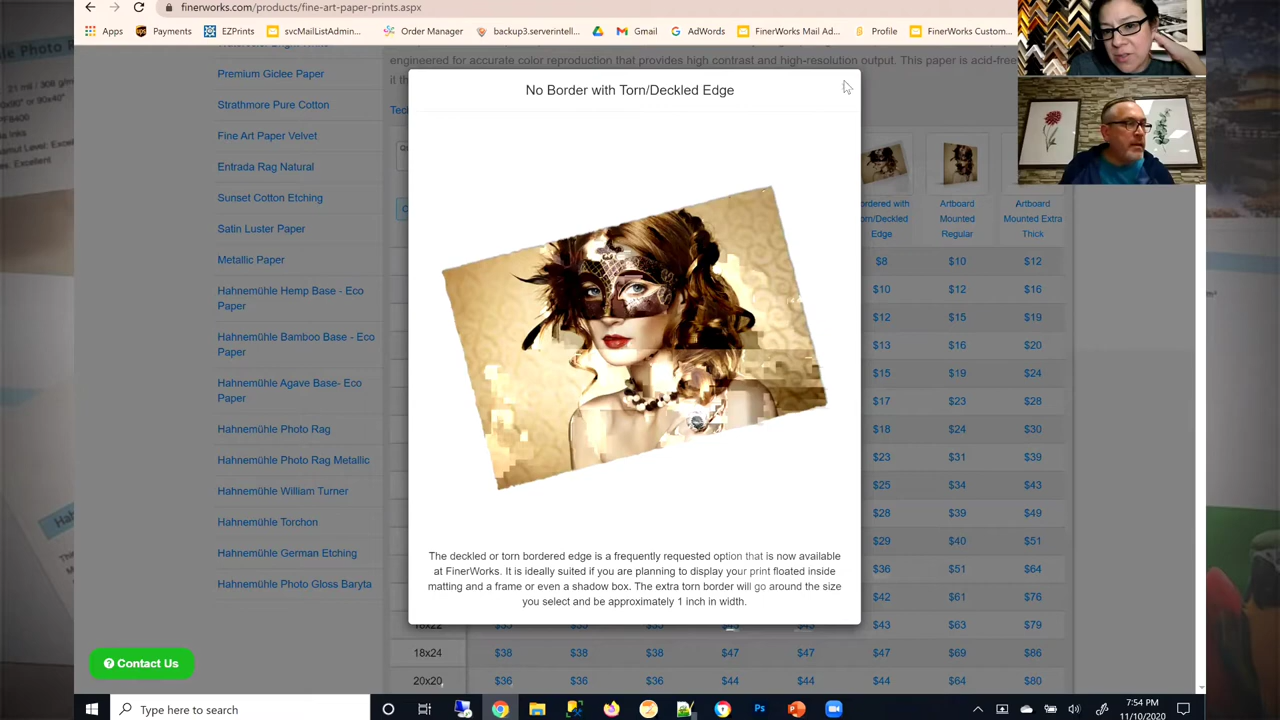 finerworks.com/products/fine-art-paper-prints.aspx
Apps
Payments
EZPrints
svcMailListAdmin...
Order Manager
backup3.serverintell...
Gmail
AdWords
FinerWorks Mail Ad...
Profile
FinerWorks Custom...
engineered for accurate color reproduction that provides high contrast and high-resolution output. This paper is acid-free
Premium Giclee Paper
Strathmore Pure Cotton
Fine Art Paper Velvet
Entrada Rag Natural
Sunset Cotton Etching
Satin Luster Paper
Metallic Paper
Hahnemühle Hemp Base - Eco
Paper
Hahnemühle Bamboo Base - Eco
Paper
Hahnemühle Agave Base- Eco
Paper
Hahnemühle Photo Rag
Hahnemühle Photo Rag Metallic
Hahnemühle William Turner
Hahnemühle Torchon
Hahnemühle German Etching
Hahnemühle Photo Gloss Baryta
No Border with Torn/Deckled Edge
The deckled or torn bordered edge is a frequently requested option that is now available
at FinerWorks. It is ideally suited if you are planning to display your print floated inside
matting and a frame or even a shadow box. The extra torn border will go around the size
you select and be approximately 1 inch in width.
Artboard Artboard
Edge Mounted Mounted Extra
Regular Thick
$8 $10 $12
$10 $12 $16
$12 $15 $19
$13 $16 $20
$15 $19 $24
$17 $23 $28
$18 $24 $30
$23 $31 $39
$25 $34 $43
$28 $39 $49
$29 $40 $51
$36 $51 $64
$42 $61 $76
$43 $63 $79
18x24 $38 $38 $38 $47 $47 $47 $69 $86
20x20 $36 $36 $36 $44 $44 $44 $64 $80
Contact Us
Type here to search
7:54 PM
11/10/2020